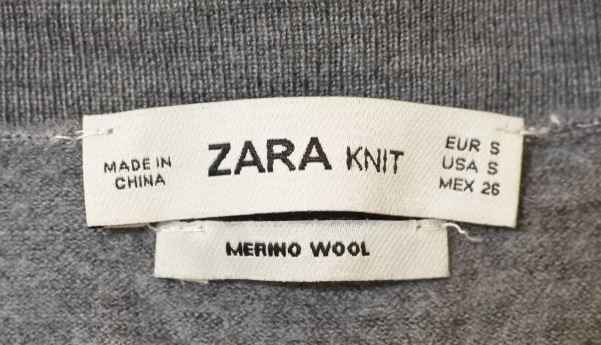 MADE IN
CHINA
ZARA KNIT
EUR S
USA S
MEX 26
MERINO WOOL